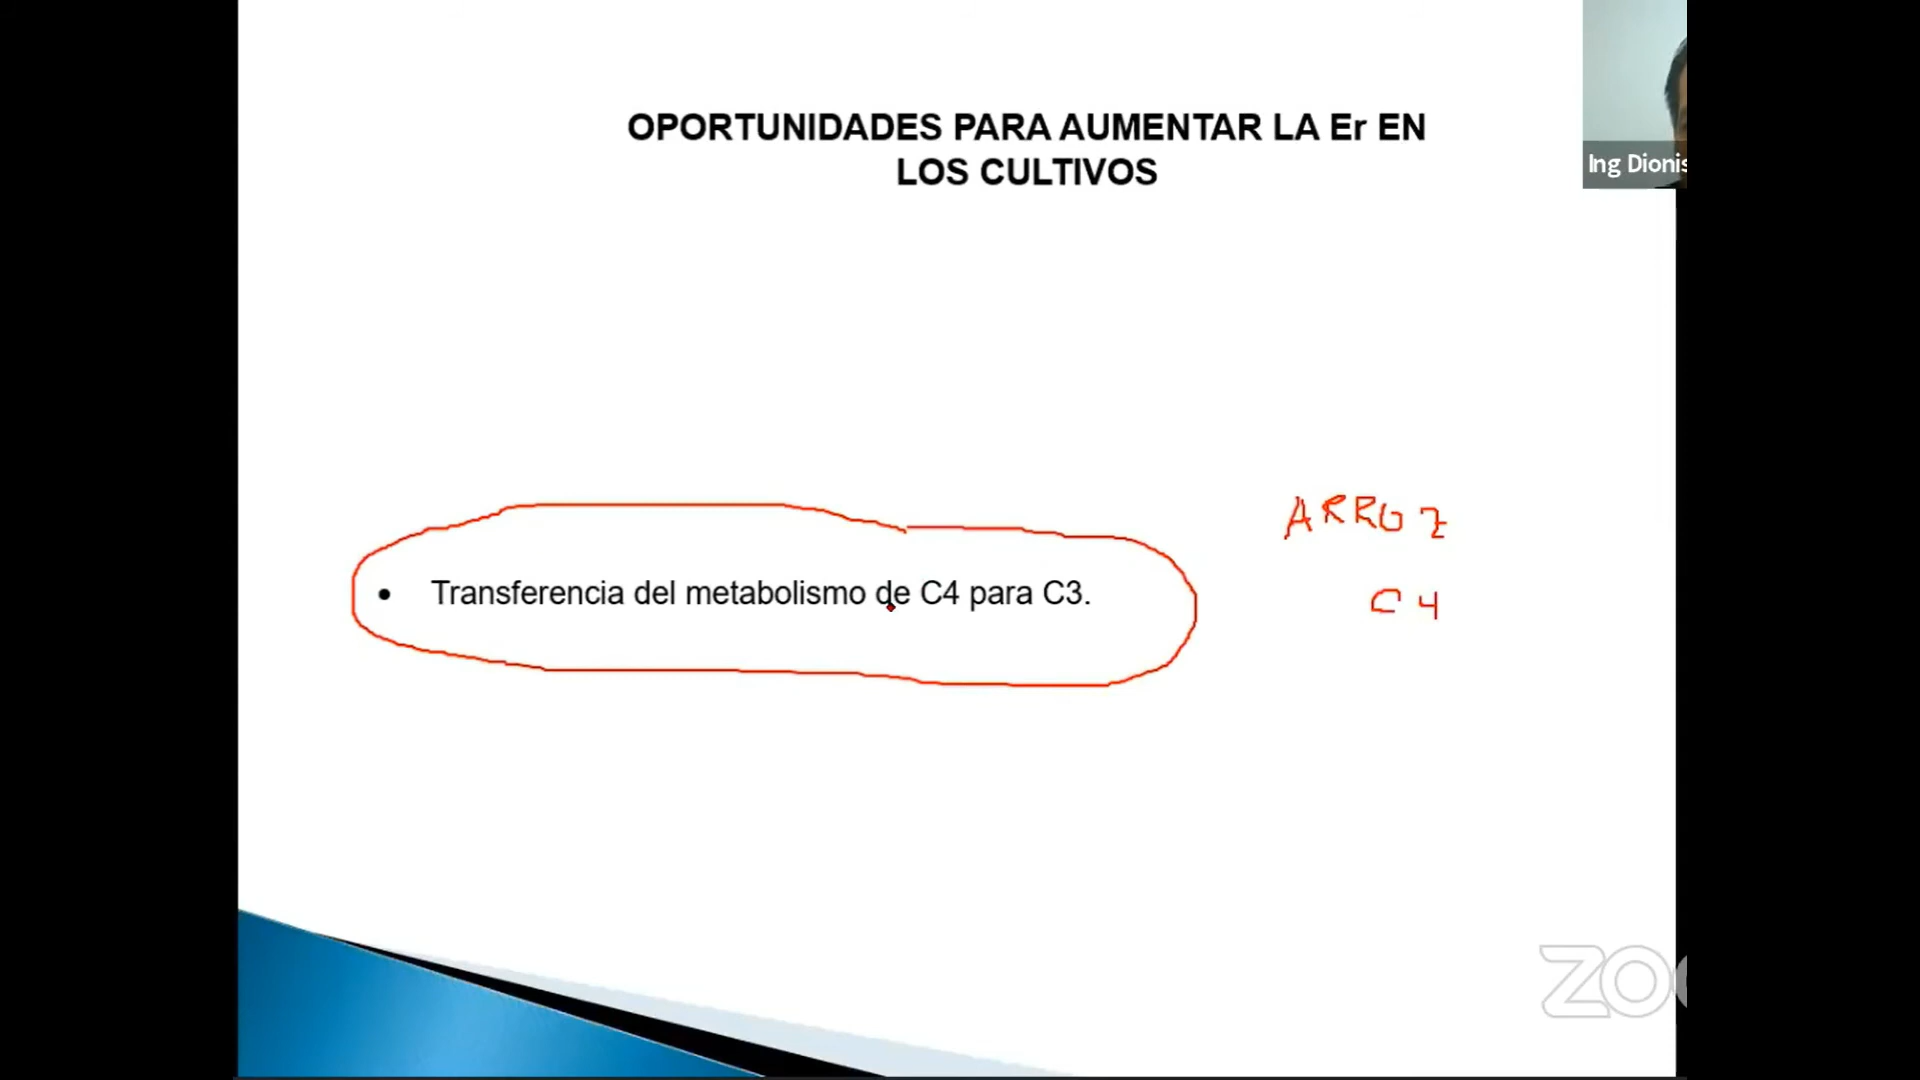 OPORTUNIDADES PARA AUMENTAR LA Er EN
LOS CULTIVOS
Ing Dionis
ARROZ
• Transferencia del metabolismo de C4 para C3.
C4